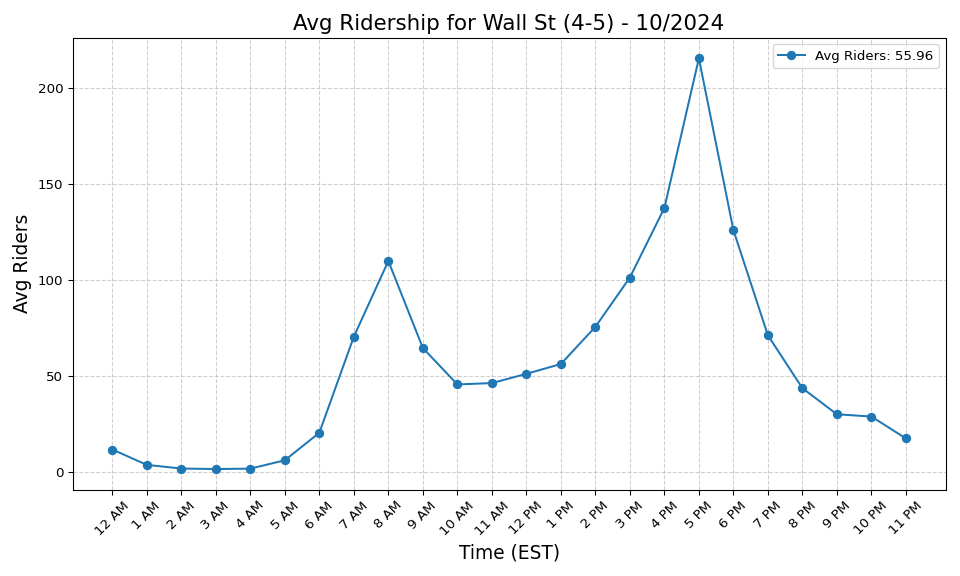 Avg Ridership for Wall St (4-5) - 10/2024
Avg Riders: 55.96
Avg Riders
200
150
100
50
0
12 AM
1 AM
2 AM
3 AM
4 AM
5 AM
6 AM
7 AM
8 AM
9 AM
10 AM
11 AM
12 PM
1 PM
2 PM
3 PM
4 PM
5 PM
6 PM
7 PM
8 PM
9 PM
10 PM
11 PM
Time (EST)